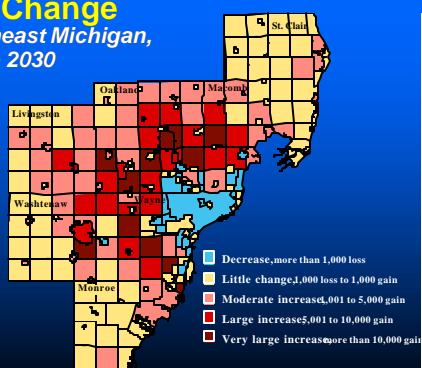 Change
east Michigan,
2030
St. Clair
Oakland
Macomb
Livingston
Washtenaw
Wayne
Monroe
Decrease, more than 1,000 loss
Little change, 1,000 loss to 1,000 gain
Moderate increase, 1,001 to 5,000 gain
Large increase, 5,001 to 10,000 gain
Very large increase, more than 10,000 gain